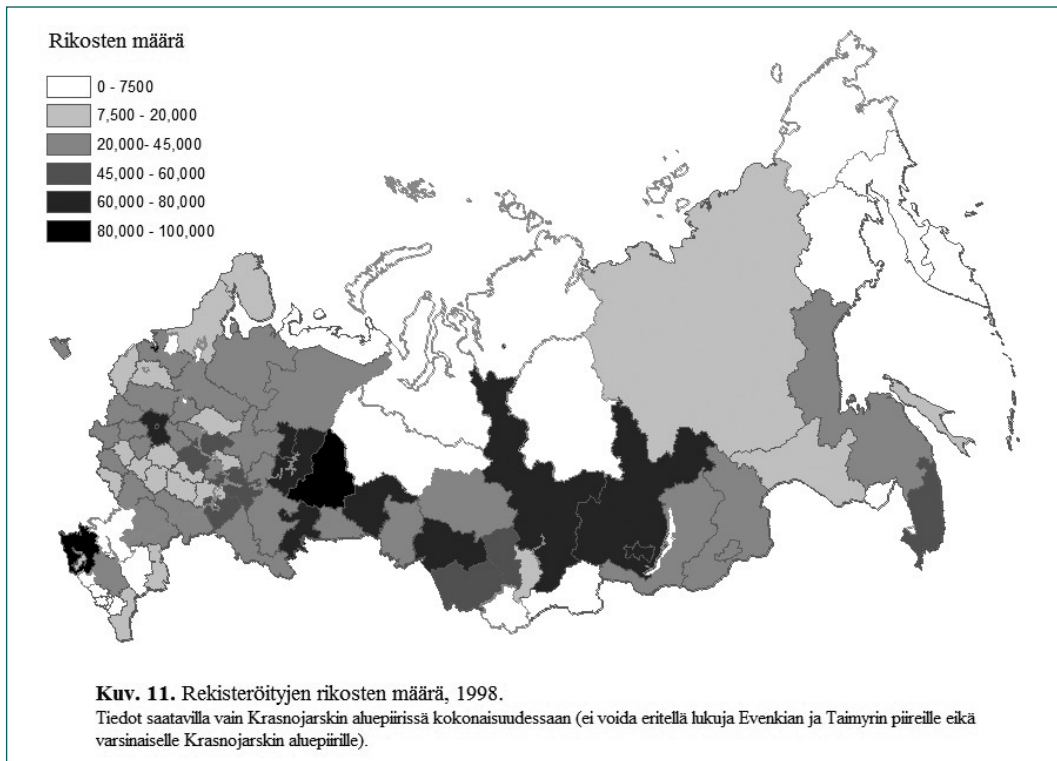 Rikosten määrä
0 - 7500
7,500 - 20,000
20,000- 45,000
45,000 - 60,000
60,000 - 80,000
80,000 - 100,000
Kuv. 11. Rekisteröityjen rikosten määrä, 1998.
Tiedot saatavilla vain Krasnojarskin aluepiirissä kokonaisuudessaan (ei voida eritellä lukuja Evenkian ja Taimyrin piireille eikä
varsinaiselle Krasnojarskin aluepiirille).